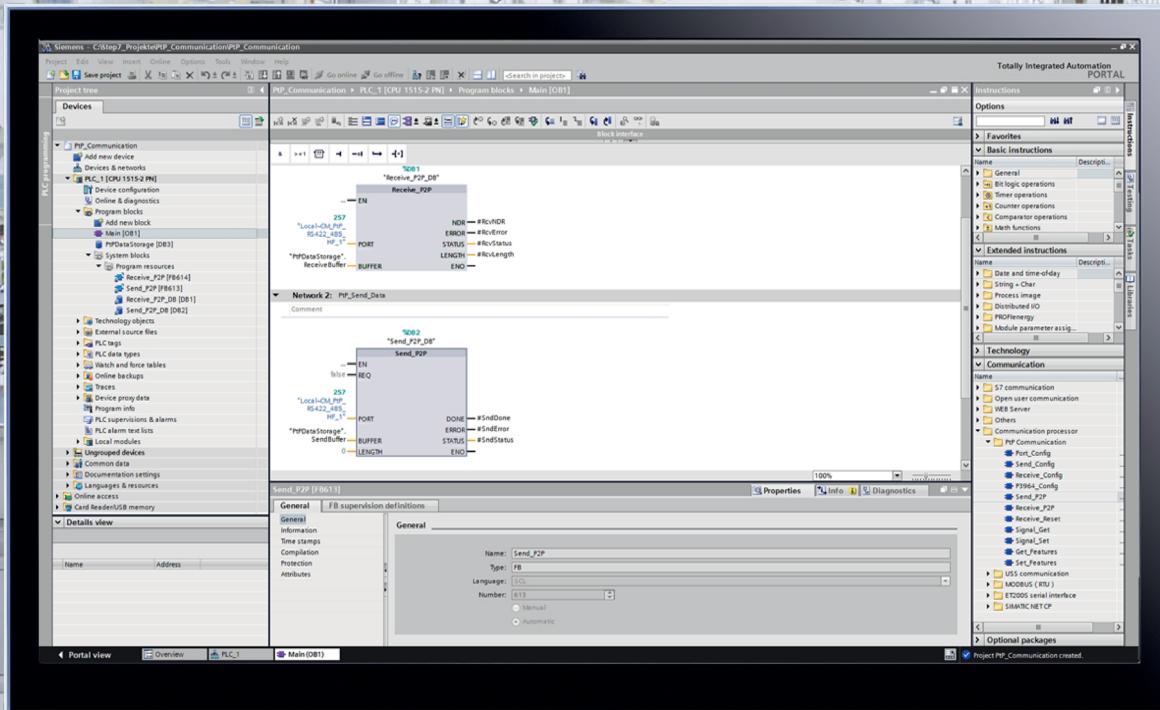 Siemens - C:\Step7_Projekte\PtP_Communication\PtP_Communication
Project Edit View Insert Online Options Tools Window Help
Totally Integrated Automation
PORTAL
Save project
Go online
Go offline
<Search in project>
Project tree
Devices
PLC programming
PtP_Communication
Add new device
Devices & networks
PLC_1 [CPU 1515-2 PN]
Device configuration
Online & diagnostics
Program blocks
Add new block
Main [OB1]
PtPDataStorage [DB3]
System blocks
Program resources
Receive_P2P [FB614]
Send_P2P [FB613]
Receive_P2P_DB [DB1]
Send_P2P_DB [DB2]
Technology objects
External source files
PLC tags
PLC data types
Watch and force tables
Online backups
Traces
Device proxy data
Program info
PLC supervisions & alarms
PLC alarm text lists
Local modules
Ungrouped devices
Common data
Documentation settings
Languages & resources
Online access
Card Reader/USB memory
Details view
Name Address
PtP_Communication PLC_1 [CPU 1515-2 PN] Program blocks Main [OB1]
Block interface
& >=1
%DB1
"Receive_P2P_DB"
Receive_P2P
... EN
257
"Local~CM_PtP_
RS422_485_
HF_1" PORT
"PtPDataStorage".
ReceiveBuffer BUFFER
NDR #RcvNDR
ERROR #RcvError
STATUS #RcvStatus
LENGTH #RcvLength
ENO
Network 2: PtP_Send_Data
Comment
%DB2
"Send_P2P_DB"
Send_P2P
... EN
false REQ
257
"Local~CM_PtP_
RS422_485_
HF_1" PORT
"PtPDataStorage".
SendBuffer BUFFER
0 LENGTH
DONE #SndDone
ERROR #SndError
STATUS #SndStatus
ENO
100%
Send_P2P [FB613]
Properties Info Diagnostics
General FB supervision definitions
General
Information
Time stamps
Compilation
Protection
Attributes
General
Name: Send_P2P
Type: FB
Language: SCL
Number: 613
Manual
Automatic
Instructions
Options
Favorites
Basic instructions
Name Descripti...
General
Bit logic operations
Timer operations
Counter operations
Comparator operations
Math functions
Extended instructions
Name Descripti...
Date and time-of-day
String + Char
Process image
Distributed I/O
PROFIenergy
Module parameter assig...
Technology
Communication
Name
S7 communication
Open user communication
WEB Server
Others
Communication processor
PtP Communication
Port_Config
Send_Config
Receive_Config
P3964_Config
Send_P2P
Receive_P2P
Receive_Reset
Signal_Get
Signal_Set
Get_Features
Set_Features
USS communication
MODBUS (RTU)
ET200S serial interface
SIMATIC NET CP
Optional packages
Instructions
Testing
Tasks
Libraries
Portal view
Overview
PLC_1
Main (OB1)
Project PtP_Communication created.